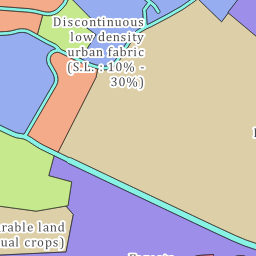 Discontinuous
low density
urban fabric
(S.L. : 10% -
30%)
rable land
ual crops)